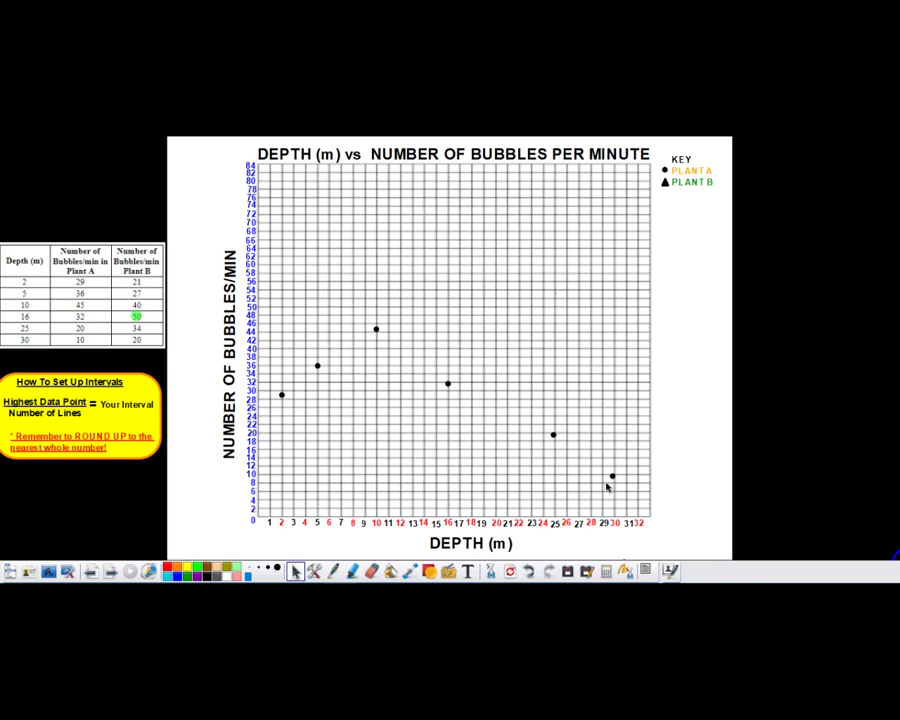 DEPTH (m) vs NUMBER OF BUBBLES PER MINUTE
KEY
PLANT A
PLANT B
Depth (m) Number of Bubbles/min in Plant A Number of Bubbles/min Plant B
2 29 21
5 36 27
10 45 40
16 32 50
25 20 34
30 10 20
How To Set Up Intervals
Highest Data Point = Your Interval
Number of Lines
* Remember to ROUND UP to the
nearest whole number!
NUMBER OF BUBBLES/MIN
84
82
80
78
76
74
72
70
68
66
64
62
60
58
56
54
52
50
48
46
44
42
40
38
36
34
32
30
28
26
24
22
20
18
16
14
12
10
8
6
4
2
0
1 2 3 4 5 6 7 8 9 10 11 12 13 14 15 16 17 18 19 20 21 22 23 24 25 26 27 28 29 30 31 32
DEPTH (m)
T